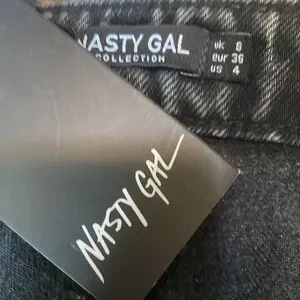 NASTY GAL
COLLECTION
uk 8
eur 36
us 4
NASTY GAL